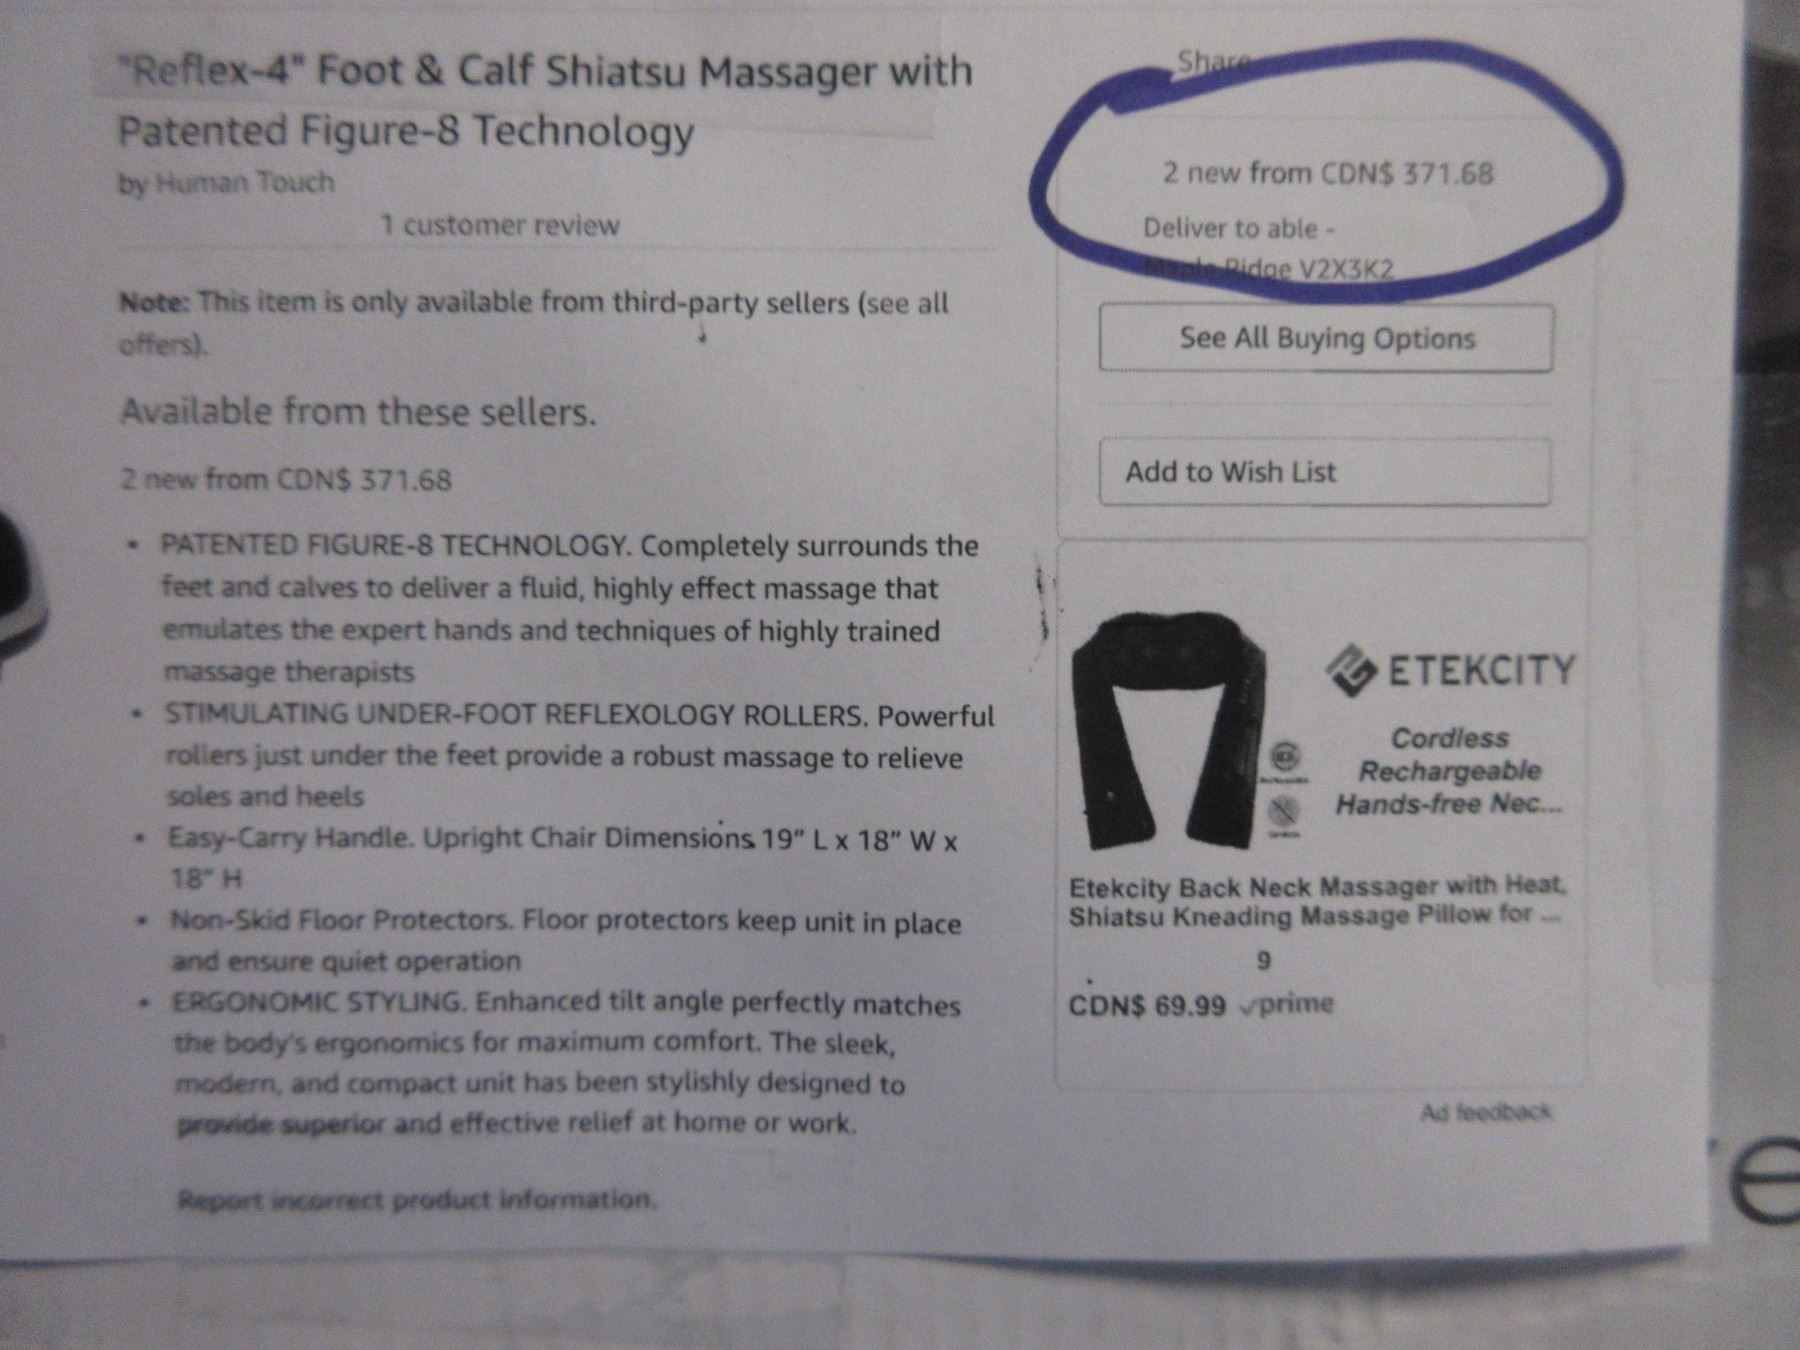 "Reflex-4" Foot & Calf Shiatsu Massager with
Patented Figure-8 Technology
by Human Touch
1 customer review
Note: This item is only available from third-party sellers (see all
offers).
Available from these sellers.
2 new from CDN$ 371.68
• PATENTED FIGURE-8 TECHNOLOGY. Completely surrounds the
feet and calves to deliver a fluid, highly effect massage that
emulates the expert hands and techniques of highly trained
massage therapists
• STIMULATING UNDER-FOOT REFLEXOLOGY ROLLERS. Powerful
rollers just under the feet provide a robust massage to relieve
soles and heels
• Easy-Carry Handle. Upright Chair Dimensions 19" L x 18" W x
18" H
• Non-Skid Floor Protectors. Floor protectors keep unit in place
and ensure quiet operation
• ERGONOMIC STYLING. Enhanced tilt angle perfectly matches
the body's ergonomics for maximum comfort. The sleek,
modern, and compact unit has been stylishly designed to
provide superior and effective relief at home or work.
Report incorrect product information.
Share
2 new from CDN$ 371.68
Deliver to able -
Maple Ridge V2X3K2
See All Buying Options
Add to Wish List
ETEKCITY
Cordless
Rechargeable
Hands-free Nec...
Etekcity Back Neck Massager with Heat,
Shiatsu Kneading Massage Pillow for ...
9
CDN$ 69.99 ✓prime
Ad feedback
e